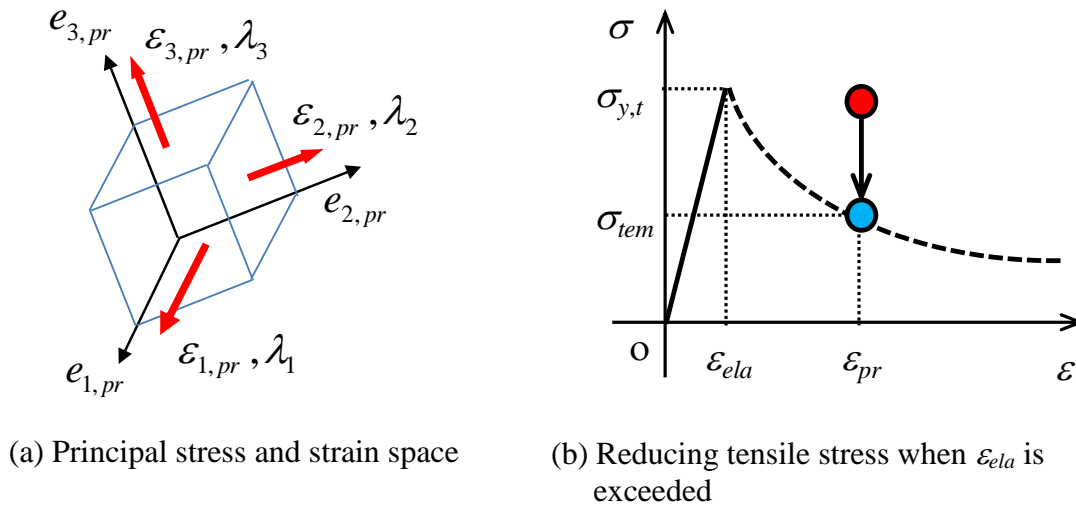 e3,pr
ε3,pr , λ3
ε2,pr , λ2
e2,pr
ε1,pr , λ1
e1,pr
σ
σy,t
σtem
o
εela
εpr
ε
(a) Principal stress and strain space
(b) Reducing tensile stress when εela is
exceeded